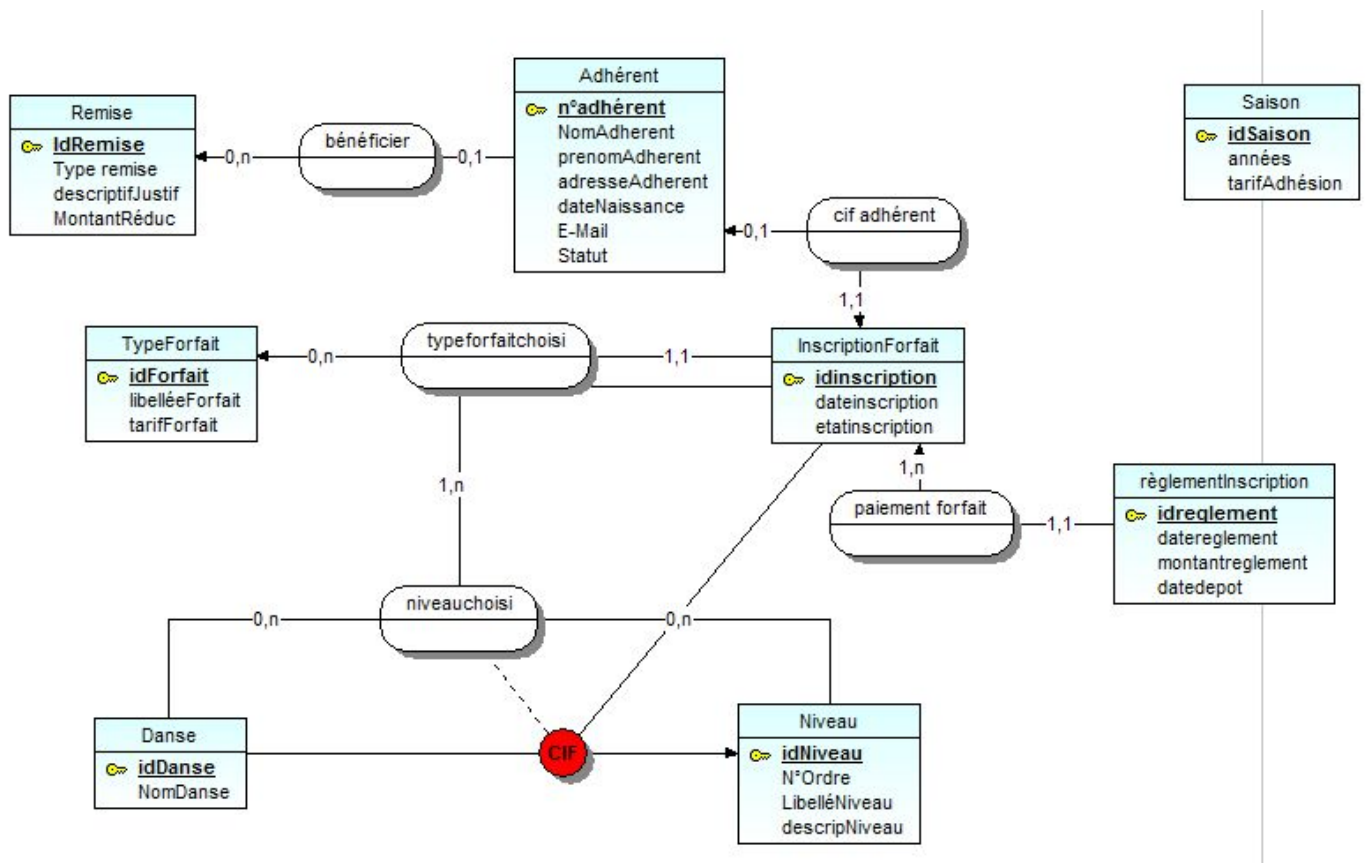 Adhérent
n°adhérent
NomAdherent
prenomAdherent
adresseAdherent
dateNaissance
E-Mail
Statut
Remise
IdRemise
Type remise
descriptifJustif
MontantRéduc
bénéficier
0,n
0,1
Saison
idSaison
années
tarifAdhésion
cif adhérent
0,1
1,1
TypeForfait
idForfait
libelléeForfait
tarifForfait
typeforfaitchoisi
0,n
1,1
InscriptionForfait
idinscription
dateinscription
etatinscription
1,n
1,n
paiement forfait
1,1
règlementInscription
idreglement
datereglement
montantreglement
datedepot
niveauchoisi
0,n
0,n
Danse
idDanse
NomDanse
CIF
Niveau
idNiveau
N°Ordre
LibelléNiveau
descripNiveau